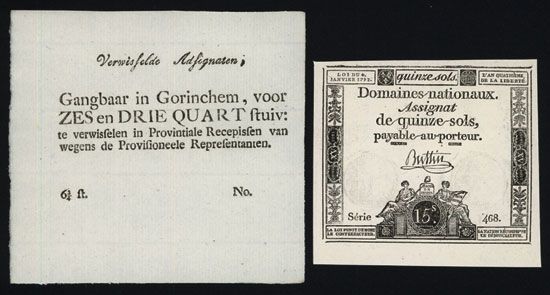 Verwisselde Adsignaten,
Gangbaar in Gorinchem, voor
ZES en DRIE QUART ſtuiv:
te verwisselen in Provintiale Recepissen van
wegens de Provisioneele Repreſentanten.
6¾ ſt. No.
LOI DU 4. JANVIER 1792.
quinze sols.
L'AN QUATRIEME DE LA LIBERTÉ
Domaines nationaux.
Assignat
de quinze-sols,
payable-au-porteur.
Buttin
15.s
Série 468.
LA LOI PUNIT DE MORT LE CONTREFACTEUR.
LA NATION RÉCOMPENSE LE DÉNONCIATEUR.